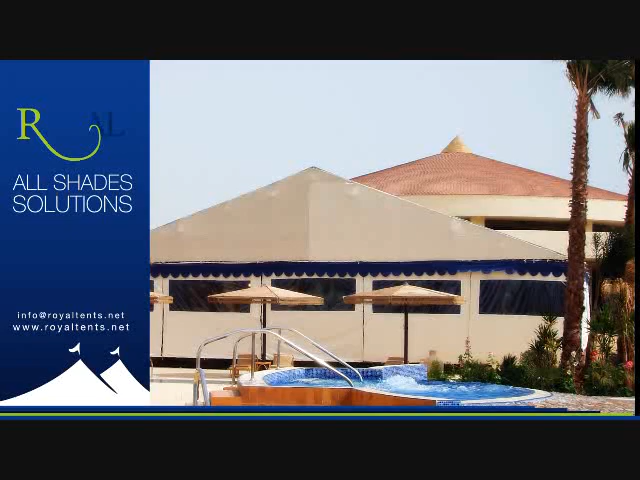 R AL
ALL SHADES
SOLUTIONS
info@royaltents.net
www.royaltents.net